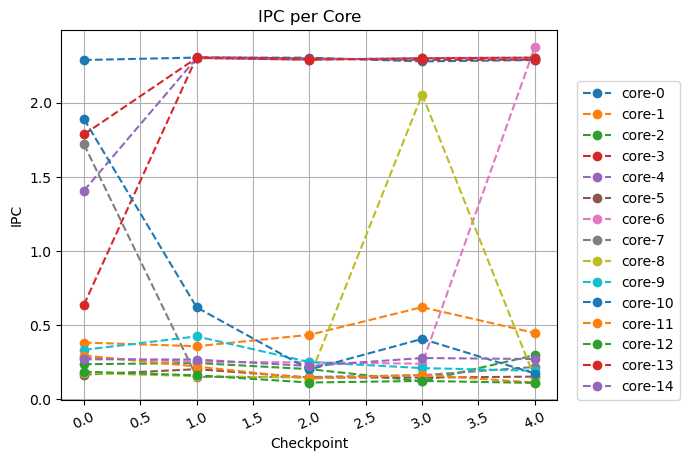 IPC per Core
IPC
2.0
1.5
1.0
0.5
0.0
0.0
0.5
1.0
1.5
2.0
2.5
3.0
3.5
4.0
Checkpoint
core-0
core-1
core-2
core-3
core-4
core-5
core-6
core-7
core-8
core-9
core-10
core-11
core-12
core-13
core-14